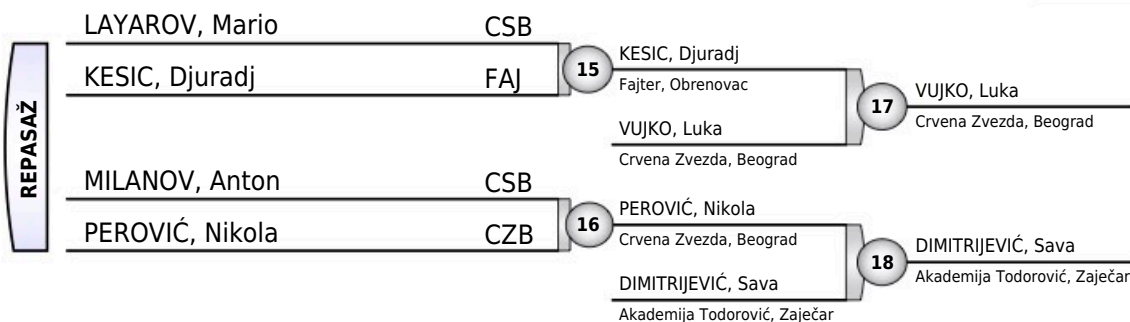 REPASAŽ
LAYAROV, Mario CSB
KESIC, Djuradj FAJ
15
KESIC, Djuradj
Fajter, Obrenovac
VUJKO, Luka
Crvena Zvezda, Beograd
17
VUJKO, Luka
Crvena Zvezda, Beograd
MILANOV, Anton CSB
PEROVIĆ, Nikola CZB
16
PEROVIĆ, Nikola
Crvena Zvezda, Beograd
DIMITRIJEVIĆ, Sava
Akademija Todorović, Zaječar
18
DIMITRIJEVIĆ, Sava
Akademija Todorović, Zaječar